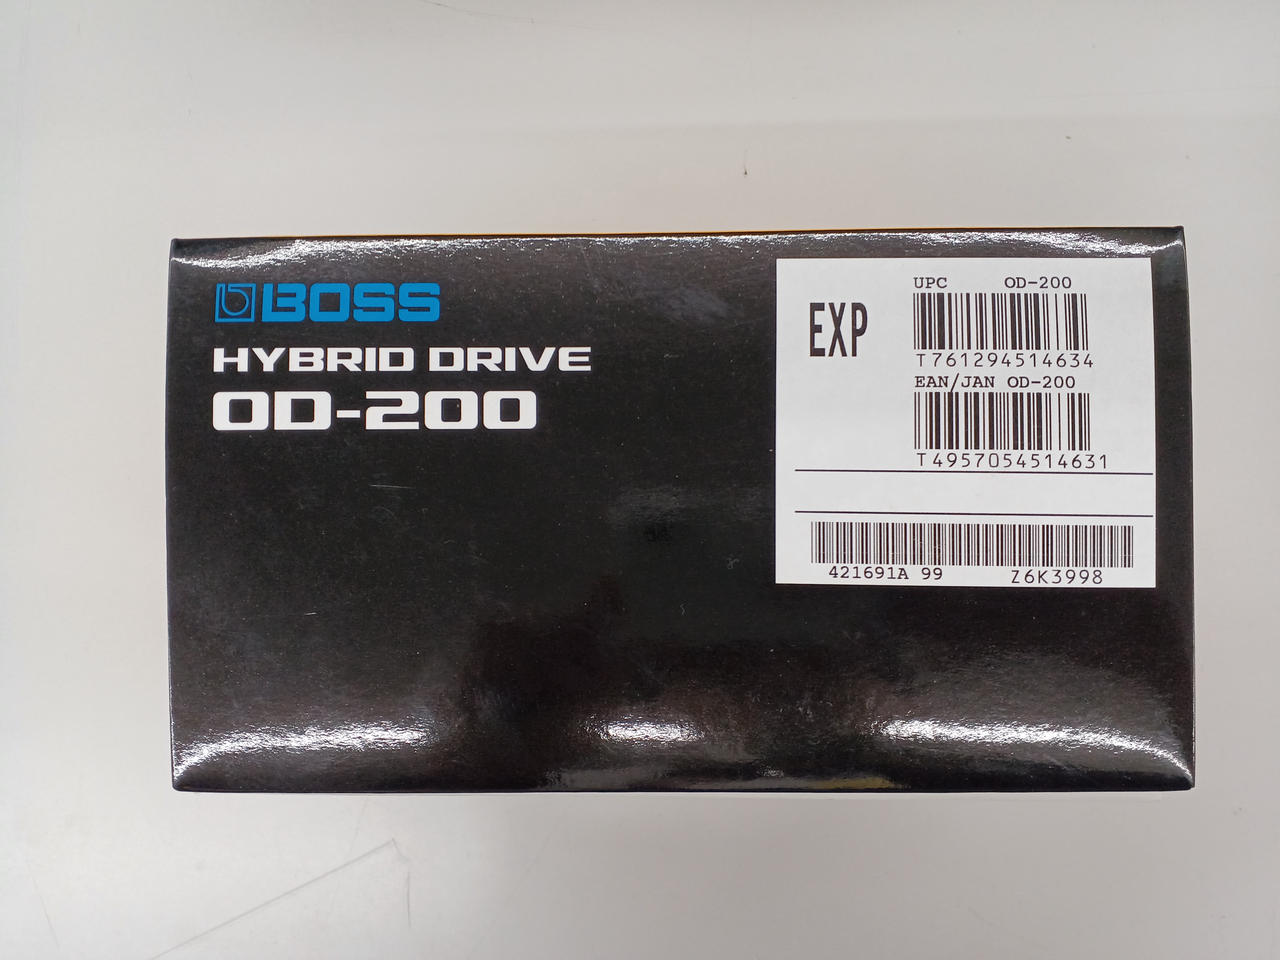 BOSS
HYBRID DRIVE
OD-200
EXP
UPC OD-200
T761294514634
EAN/JAN OD-200
T4957054514631
421691A 99 Z6K3998